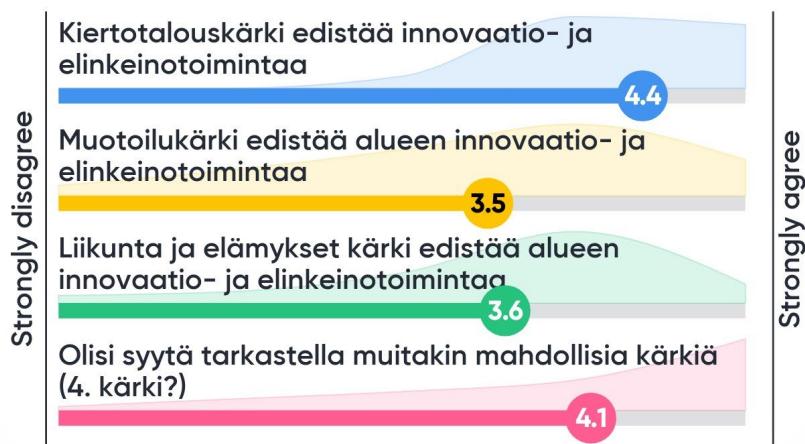 Kiertotalouskärki edistää innovaatio- ja
elinkeinotoimintaa
4.4
Muotoilukärki edistää alueen innovaatio- ja
elinkeinotoimintaa
3.5
Liikunta ja elämykset kärki edistää alueen
innovaatio- ja elinkeinotoimintaa
3.6
Olisi syytä tarkastella muitakin mahdollisia kärkiä
(4. kärki?)
4.1
Strongly disagree
Strongly agree